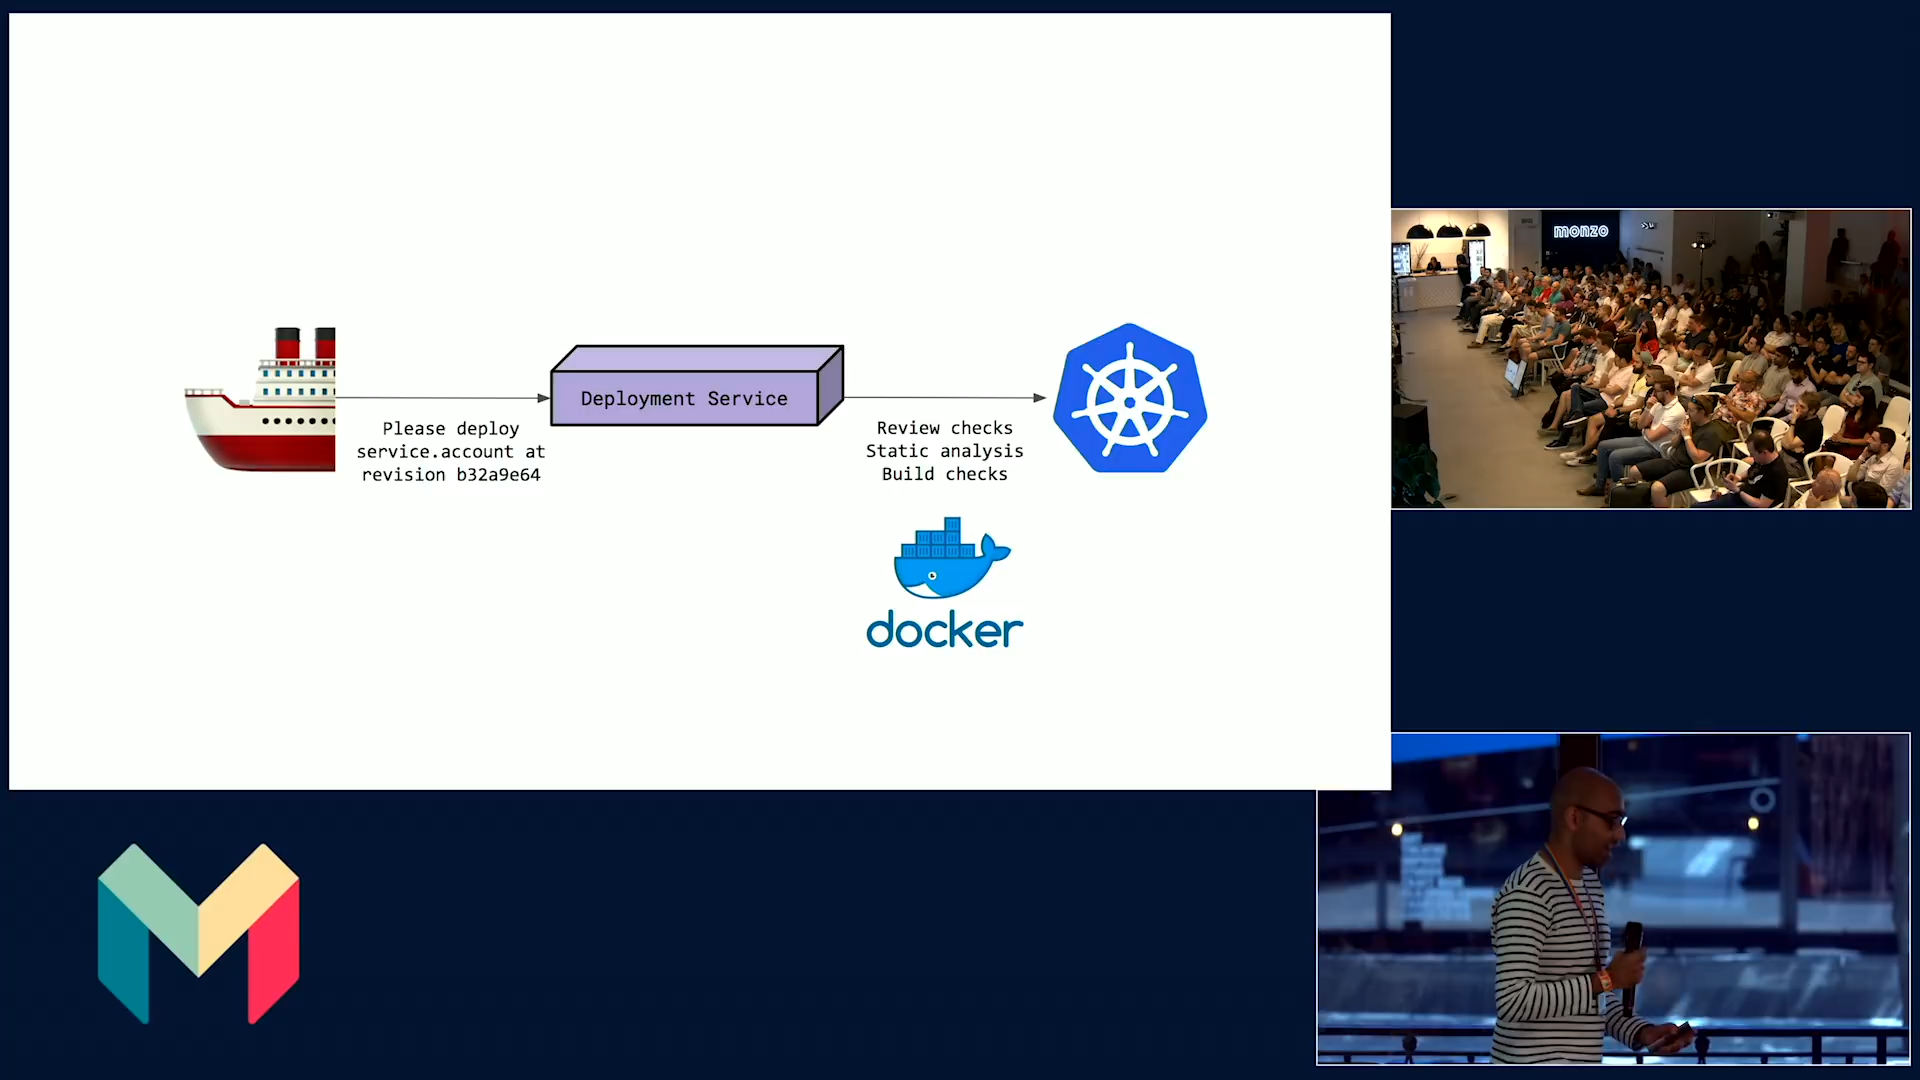 Please deploy
service.account at
revision b32a9e64
Deployment Service
Review checks
Static analysis
Build checks
docker
monzo